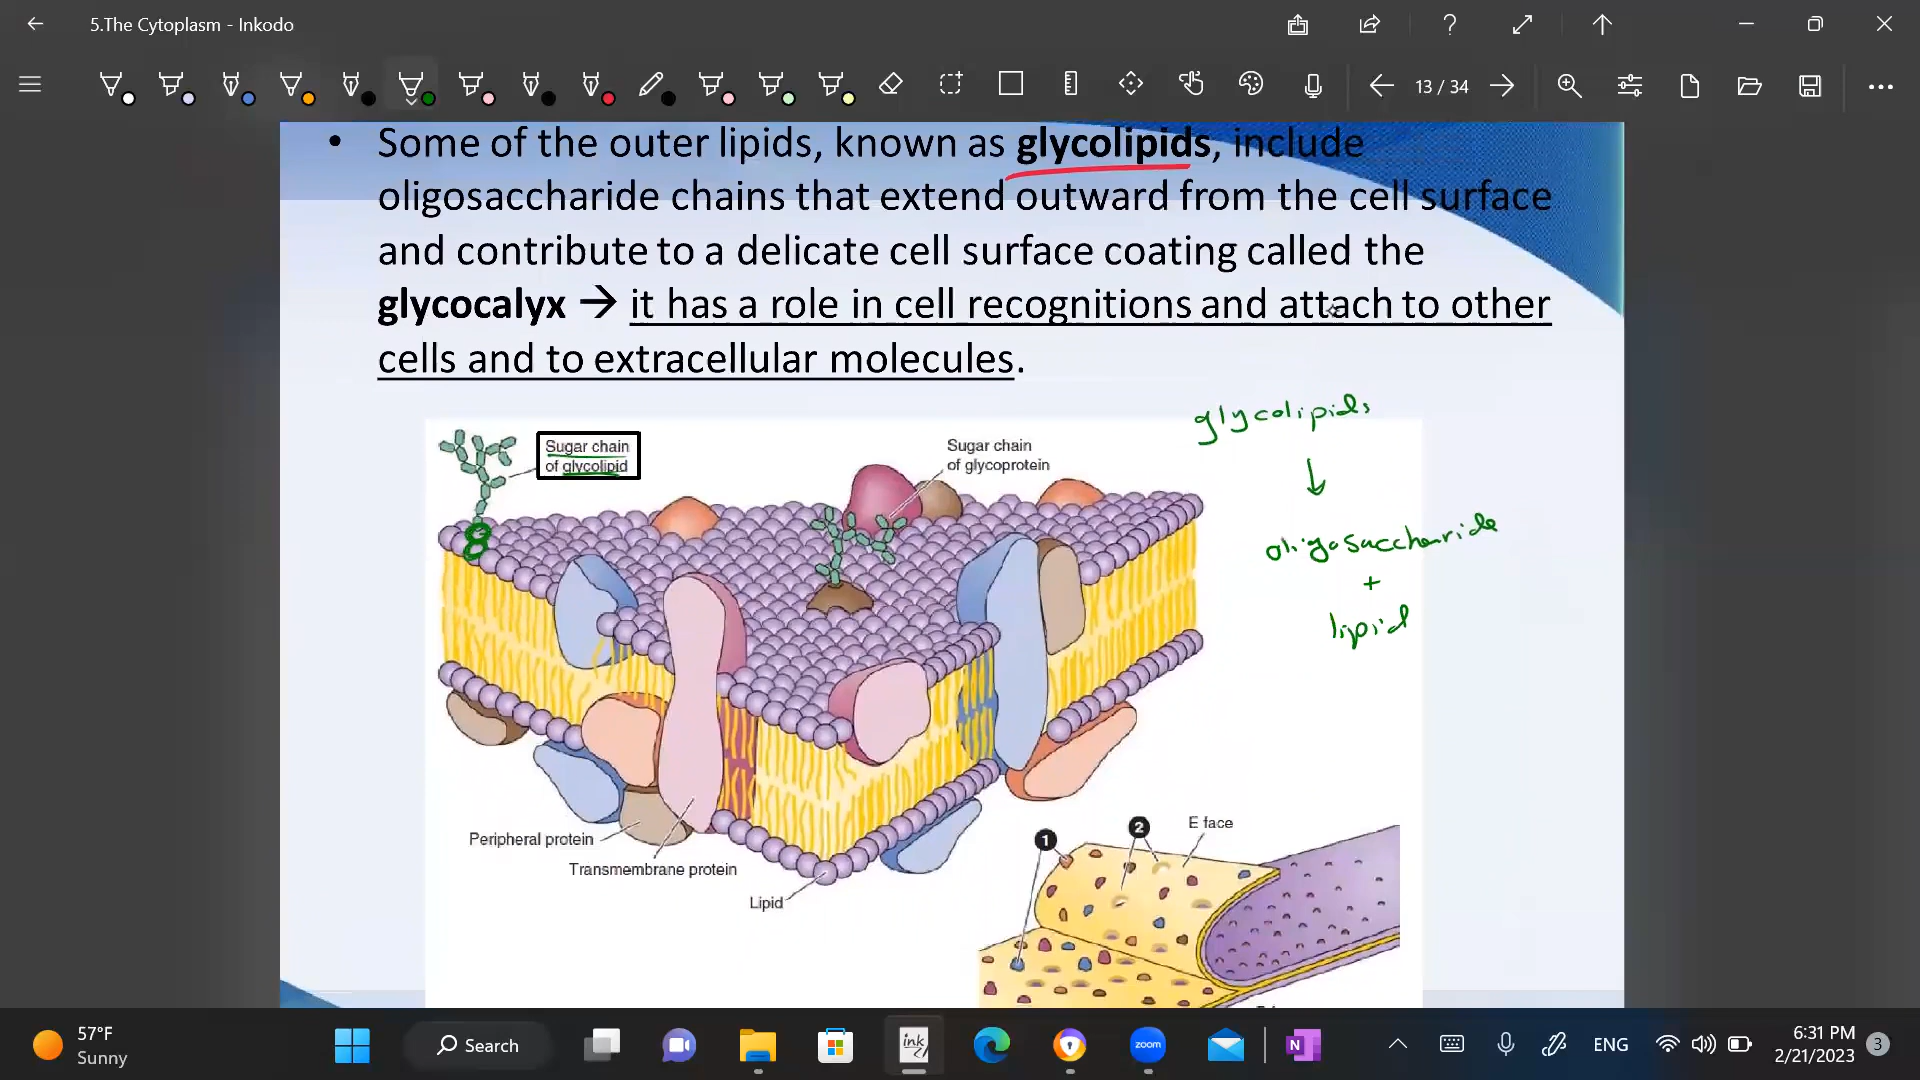 5.The Cytoplasm - Inkodo
13 / 34
• Some of the outer lipids, known as glycolipids, include
oligosaccharide chains that extend outward from the cell surface
and contribute to a delicate cell surface coating called the
glycocalyx → it has a role in cell recognitions and attach to other
cells and to extracellular molecules.
glycolipids
↓
oligosaccharide
+
lipid
Sugar chain
of glycolipid
Sugar chain
of glycoprotein
Peripheral protein
Transmembrane protein
Lipid
1
2
E face
57°F
Sunny
Search
ink
zoom
N
ENG
6:31 PM
2/21/2023
3